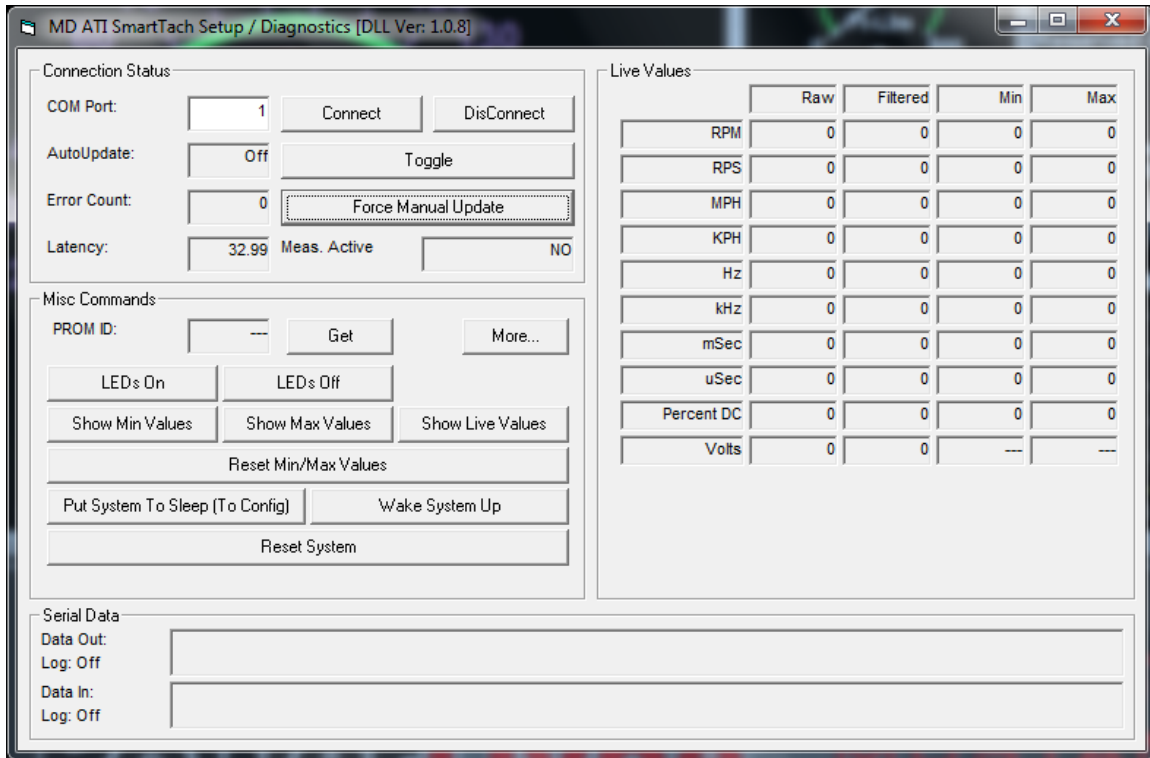 MD ATI SmartTach Setup / Diagnostics [DLL Ver: 1.0.8]
Connection Status
COM Port: 1 Connect DisConnect
AutoUpdate: Off Toggle
Error Count: 0 Force Manual Update
Latency: 32.99 Meas. Active NO
Misc Commands
PROM ID: --- Get More...
LEDs On LEDs Off
Show Min Values Show Max Values Show Live Values
Reset Min/Max Values
Put System To Sleep (To Config) Wake System Up
Reset System
Live Values
Raw Filtered Min Max
RPM 0 0 0 0
RPS 0 0 0 0
MPH 0 0 0 0
KPH 0 0 0 0
Hz 0 0 0 0
kHz 0 0 0 0
mSec 0 0 0 0
uSec 0 0 0 0
Percent DC 0 0 0 0
Volts 0 0 --- ---
Serial Data
Data Out:
Log: Off
Data In:
Log: Off